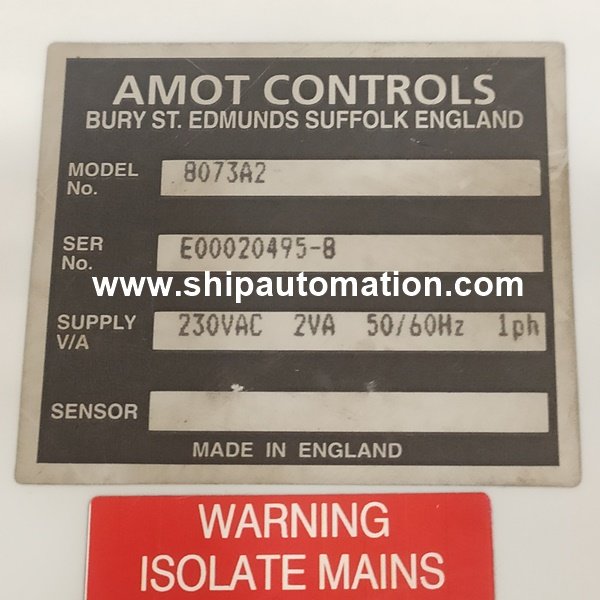 AMOT CONTROLS
BURY ST. EDMUNDS SUFFOLK ENGLAND
MODEL No. 8073A2
SER No. E00020495-8
www.shipautomation.com
SUPPLY V/A 230VAC 2VA 50/60Hz 1ph
SENSOR
MADE IN ENGLAND
WARNING
ISOLATE MAINS